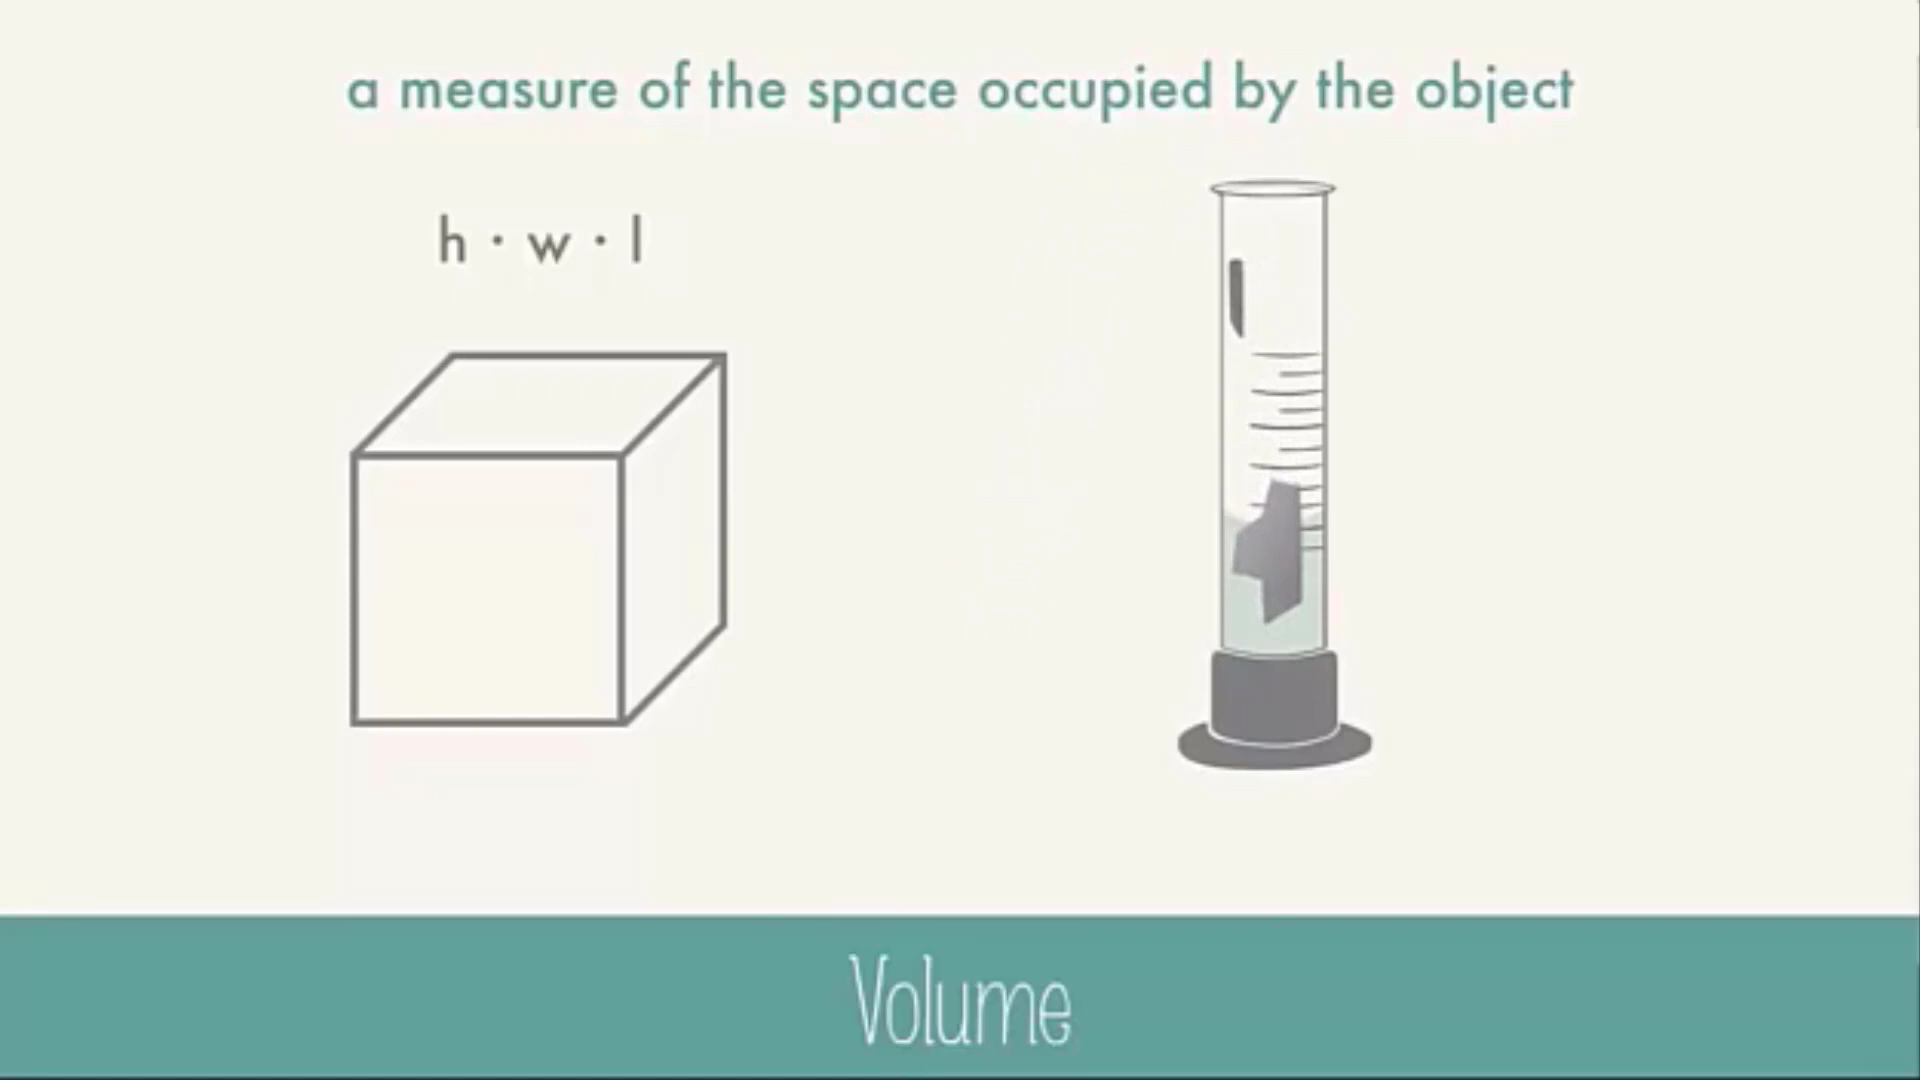 a measure of the space occupied by the object
h · w · l
Volume